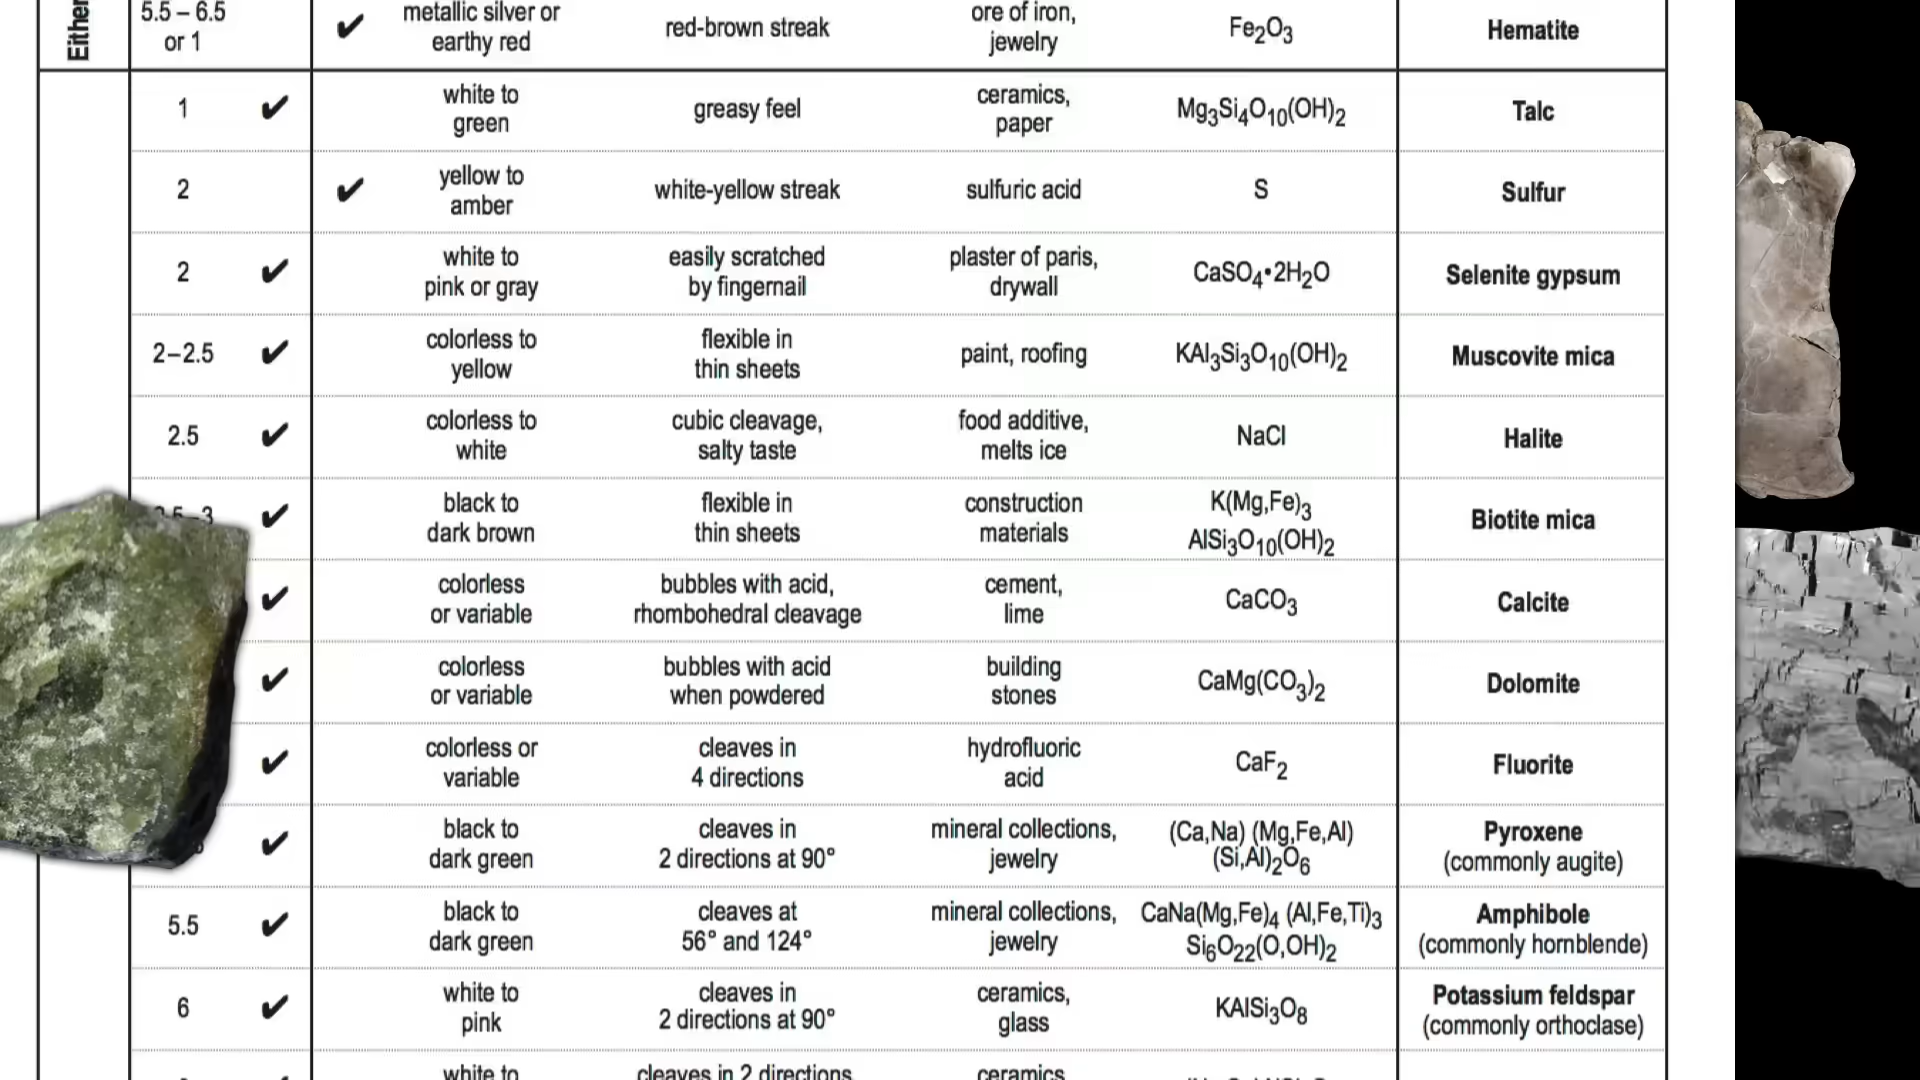 Either
5.5 – 6.5
or 1
✔
metallic silver or
earthy red
red-brown streak
ore of iron,
jewelry
Fe₂O₃
Hematite
1
✔
white to
green
greasy feel
ceramics,
paper
Mg₃Si₄O₁₀(OH)₂
Talc
2
✔
yellow to
amber
white-yellow streak
sulfuric acid
S
Sulfur
2
✔
white to
pink or gray
easily scratched
by fingernail
plaster of paris,
drywall
CaSO₄•2H₂O
Selenite gypsum
2–2.5
✔
colorless to
yellow
flexible in
thin sheets
paint, roofing
KAl₃Si₃O₁₀(OH)₂
Muscovite mica
2.5
✔
colorless to
white
cubic cleavage,
salty taste
food additive,
melts ice
NaCl
Halite
✔
black to
dark brown
flexible in
thin sheets
construction
materials
K(Mg,Fe)₃
AlSi₃O₁₀(OH)₂
Biotite mica
✔
colorless
or variable
bubbles with acid,
rhombohedral cleavage
cement,
lime
CaCO₃
Calcite
✔
colorless
or variable
bubbles with acid
when powdered
building
stones
CaMg(CO₃)₂
Dolomite
✔
colorless or
variable
cleaves in
4 directions
hydrofluoric
acid
CaF₂
Fluorite
✔
black to
dark green
cleaves in
2 directions at 90°
mineral collections,
jewelry
(Ca,Na) (Mg,Fe,Al)
(Si,Al)₂O₆
Pyroxene
(commonly augite)
5.5
✔
black to
dark green
cleaves at
56° and 124°
mineral collections,
jewelry
CaNa(Mg,Fe)₄ (Al,Fe,Ti)₃
Si₆O₂₂(O,OH)₂
Amphibole
(commonly hornblende)
6
✔
white to
pink
cleaves in
2 directions at 90°
ceramics,
glass
KAlSi₃O₈
Potassium feldspar
(commonly orthoclase)
white to
cleaves in 2 directions,
ceramics,